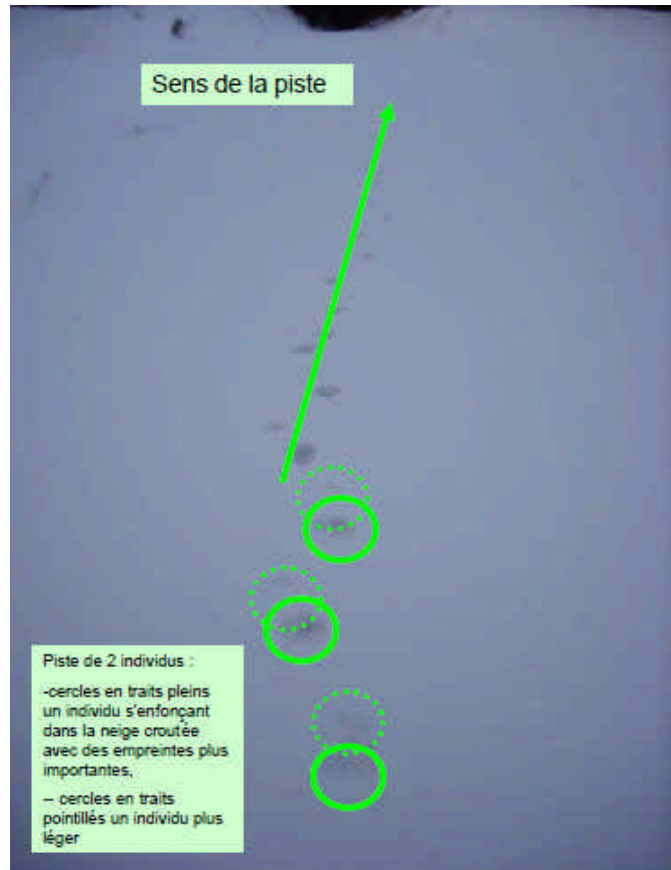 Sens de la piste
Piste de 2 individus :
-cercles en traits pleins
un individu s'enfonçant
dans la neige croutée
avec des empreintes plus
importantes,
-- cercles en traits
pointillés un individu plus
léger